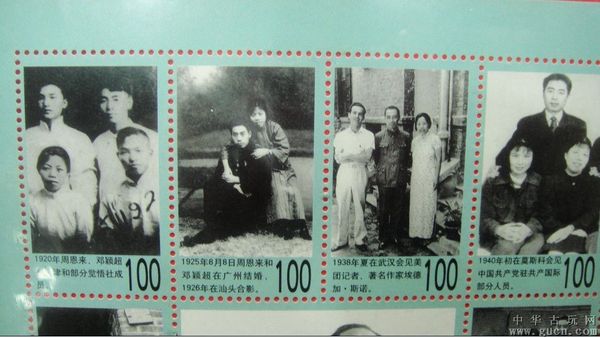 1920年周恩来、邓颖超
津和部分觉悟社成
员。
100
1925年8月8日周恩来和
邓颖超在广州结婚，
1926年在汕头合影。
100
1938年夏在武汉会见美
团记者、著名作家埃德
加·斯诺。
100
1940年初在莫斯科会见
中国共产党驻共产国际
部分人员。
100
92
中华古玩网
www.gucn.com